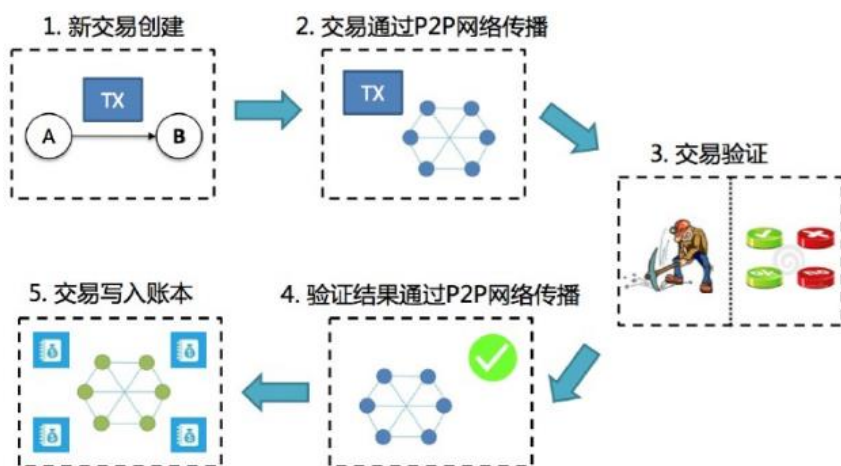 1. 新交易创建
TX
A
B
2. 交易通过P2P网络传播
TX
3. 交易验证
4. 验证结果通过P2P网络传播
5. 交易写入账本